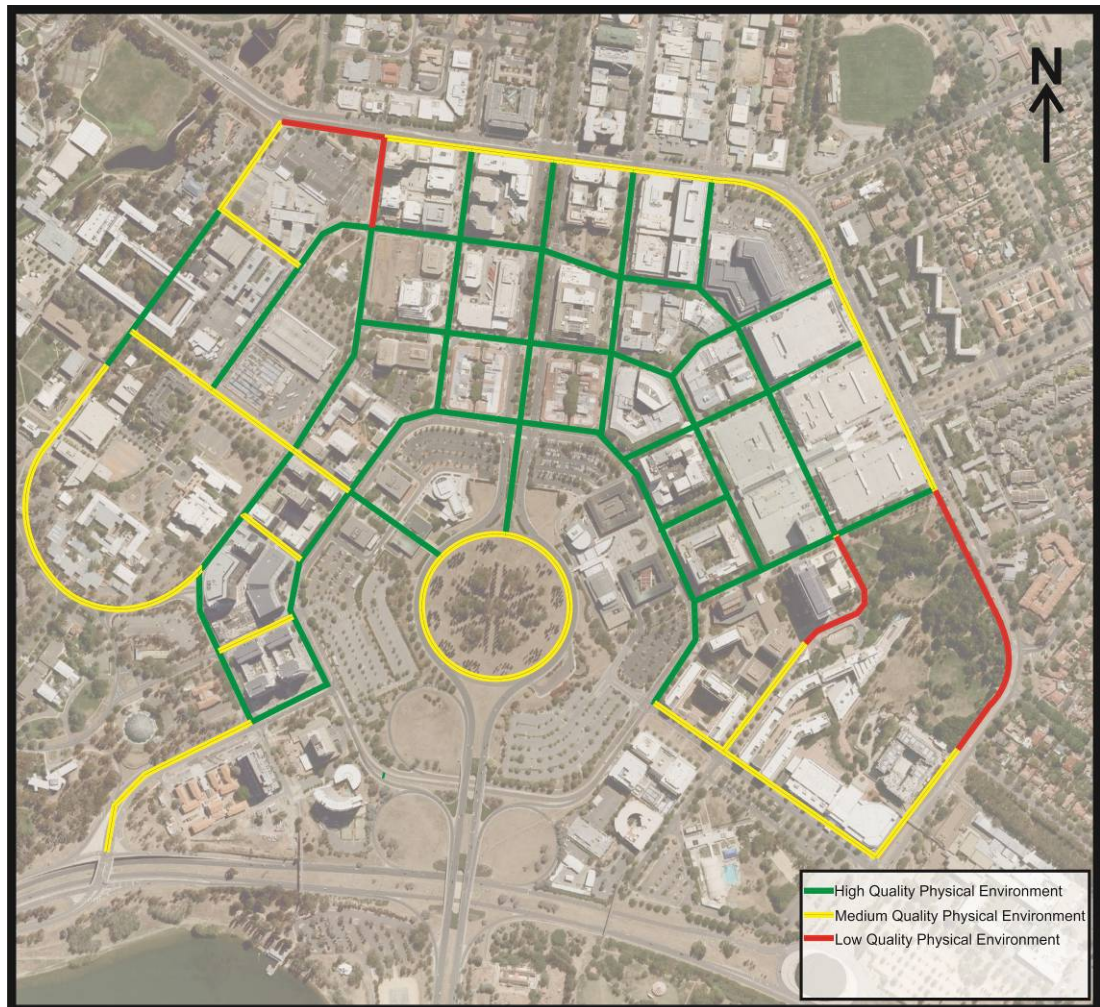 N
High Quality Physical Environment
Medium Quality Physical Environment
Low Quality Physical Environment